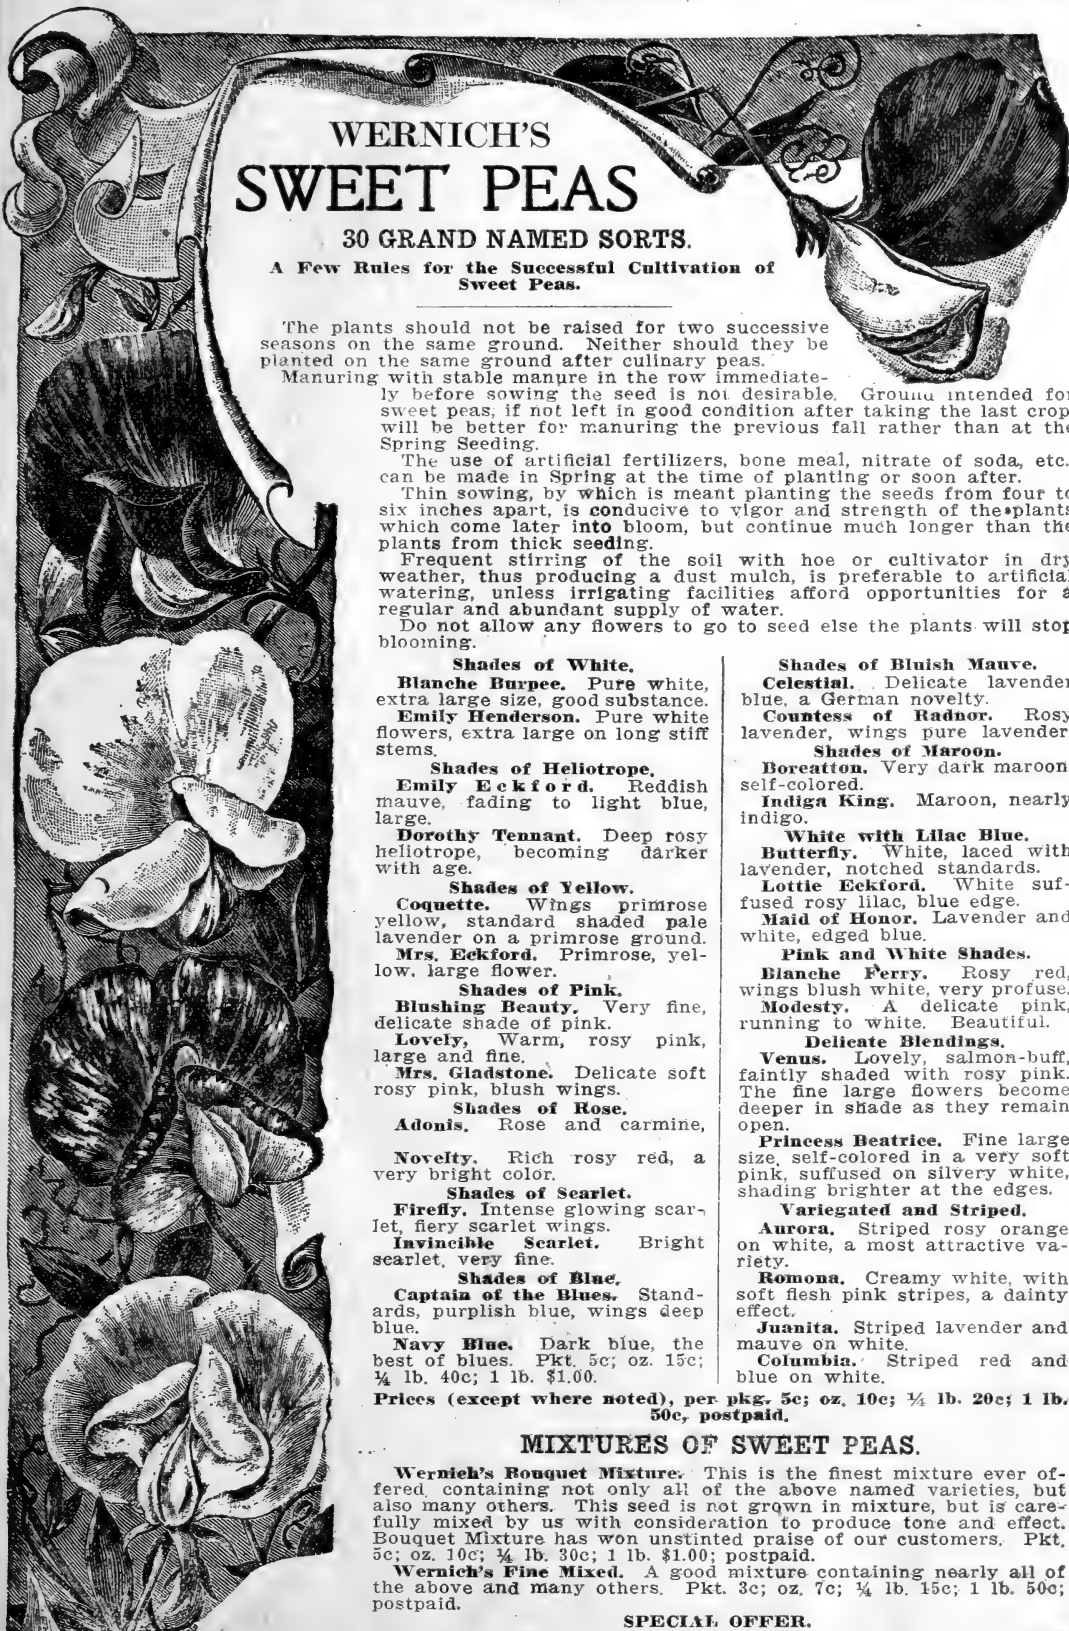 WERNICH'S
SWEET PEAS
30 GRAND NAMED SORTS.
A Few Rules for the Successful Cultivation of
Sweet Peas.
The plants should not be raised for two successive
seasons on the same ground. Neither should they be
planted on the same ground after culinary peas.
Manuring with stable manure in the row immediate-
ly before sowing the seed is not desirable. Ground intended for
sweet peas, if not left in good condition after taking the last crop
will be better for manuring the previous fall rather than at the
Spring Seeding.
The use of artificial fertilizers, bone meal, nitrate of soda, etc.
can be made in Spring at the time of planting or soon after.
Thin sowing, by which is meant planting the seeds from four to
six inches apart, is conducive to vigor and strength of the plants
which come later into bloom, but continue much longer than the
plants from thick seeding.
Frequent stirring of the soil with hoe or cultivator in dry
weather, thus producing a dust mulch, is preferable to artificial
watering, unless irrigating facilities afford opportunities for a
regular and abundant supply of water.
Do not allow any flowers to go to seed else the plants will stop
blooming.
Shades of White.
Blanche Burpee. Pure white,
extra large size, good substance.
Emily Henderson. Pure white
flowers, extra large on long stiff
stems.
Shades of Heliotrope.
Emily Eckford. Reddish
mauve, fading to light blue,
large.
Dorothy Tennant. Deep rosy
heliotrope, becoming darker
with age.
Shades of Yellow.
Coquette. Wings primrose
yellow, standard shaded pale
lavender on a primrose ground.
Mrs. Eckford. Primrose, yel-
low, large flower.
Shades of Pink.
Blushing Beauty. Very fine,
delicate shade of pink.
Lovely, Warm, rosy pink,
large and fine.
Mrs. Gladstone. Delicate soft
rosy pink, blush wings.
Shades of Rose.
Adonis. Rose and carmine,
Novelty. Rich rosy red, a
very bright color.
Shades of Scarlet.
Firefly. Intense glowing scar-
let, fiery scarlet wings.
Invincible Scarlet. Bright
scarlet, very fine.
Shades of Blue.
Captain of the Blues. Stand-
ards, purplish blue, wings deep
blue.
Navy Blue. Dark blue, the
best of blues. Pkt. 5c; oz. 15c;
¼ lb. 40c; 1 lb. $1.00.
Shades of Bluish Mauve.
Celestial. Delicate lavender
blue, a German novelty.
Countess of Radnor. Rosy
lavender, wings pure lavender
Shades of Maroon.
Boreatton. Very dark maroon
self-colored.
Indiga King. Maroon, nearly
indigo.
White with Lilac Blue.
Butterfly. White, laced with
lavender, notched standards.
Lottie Eckford. White suf-
fused rosy lilac, blue edge.
Maid of Honor. Lavender and
white, edged blue.
Pink and White Shades.
Blanche Ferry. Rosy red,
wings blush white, very profuse.
Modesty. A delicate pink,
running to white. Beautiful.
Delicate Blendings.
Venus. Lovely, salmon-buff,
faintly shaded with rosy pink.
The fine large flowers become
deeper in shade as they remain
open.
Princess Beatrice. Fine large
size, self-colored in a very soft
pink, suffused on silvery white,
shading brighter at the edges.
Variegated and Striped.
Aurora. Striped rosy orange
on white, a most attractive va-
riety.
Romona. Creamy white, with
soft flesh pink stripes, a dainty
effect.
Juanita. Striped lavender and
mauve on white.
Columbia. Striped red and
blue on white.
Prices (except where noted), per pkg. 5c; oz. 10c; ¼ lb. 20c; 1 lb.
50c, postpaid.
MIXTURES OF SWEET PEAS.
Wernich's Bouquet Mixture. This is the finest mixture ever of-
fered, containing not only all of the above named varieties, but
also many others. This seed is not grown in mixture, but is care-
fully mixed by us with consideration to produce tone and effect.
Bouquet Mixture has won unstinted praise of our customers. Pkt.
5c; oz. 10c; ¼ lb. 30c; 1 lb. $1.00; postpaid.
Wernich's Fine Mixed. A good mixture containing nearly all of
the above and many others. Pkt. 3c; oz. 7c; ¼ lb. 15c; 1 lb. 50c;
postpaid.
SPECIAL OFFER.